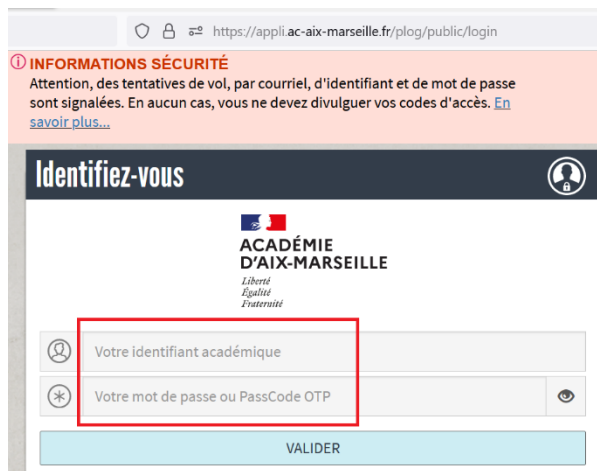 https://appli.ac-aix-marseille.fr/plog/public/login
INFORMATIONS SÉCURITÉ
Attention, des tentatives de vol, par courriel, d'identifiant et de mot de passe
sont signalées. En aucun cas, vous ne devez divulguer vos codes d'accès. En
savoir plus...
Identifiez-vous
ACADÉMIE
D'AIX-MARSEILLE
Liberté
Égalité
Fraternité
Votre identifiant académique
Votre mot de passe ou PassCode OTP
VALIDER